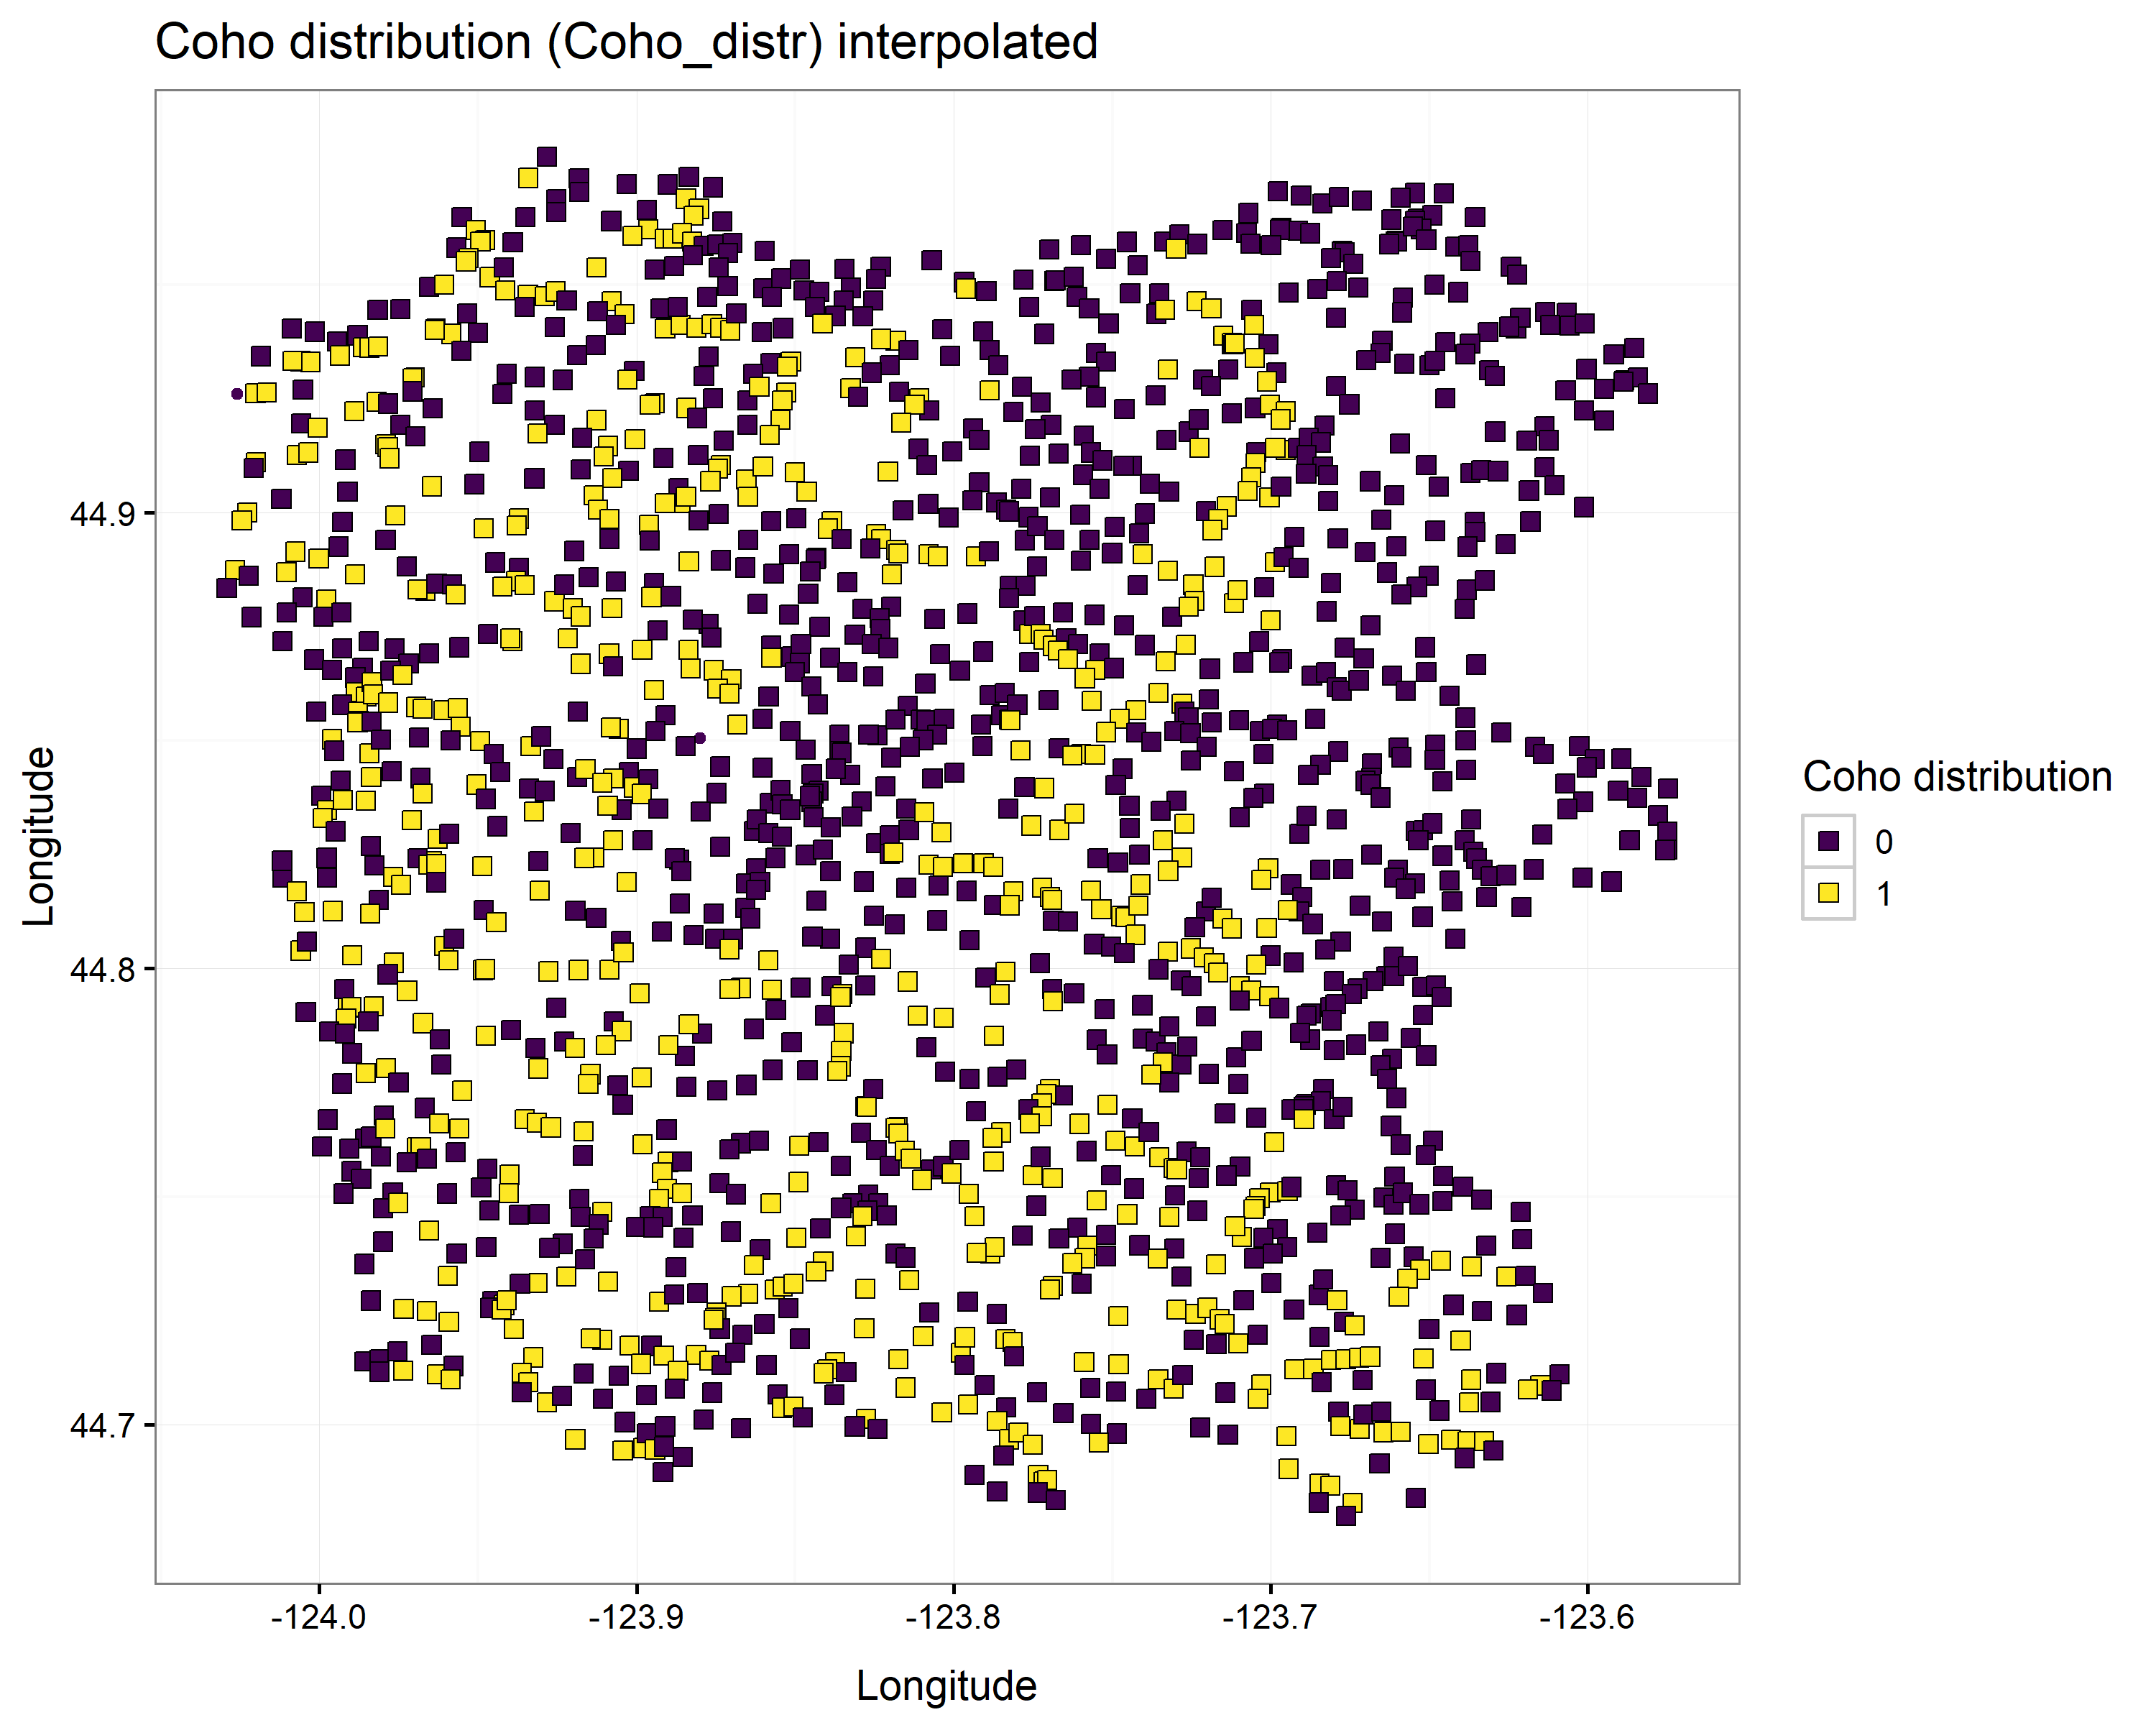 Coho distribution (Coho_distr) interpolated
Longitude
44.9
44.8
44.7
-124.0
-123.9
-123.8
-123.7
-123.6
Longitude
Coho distribution
0
1